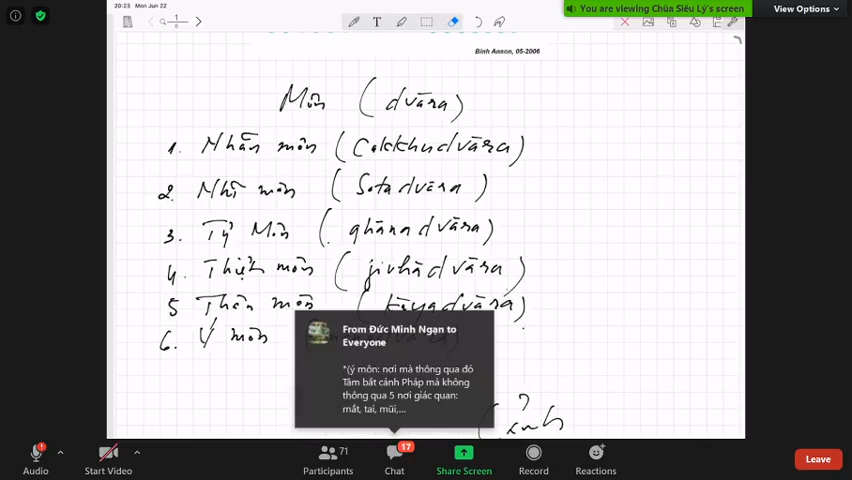 20:23 Mon Jun 22
You are viewing Chùa Siêu Lý's screen
View Options
1
6
T
Binh Anson, 05-2006
Môn (dvāra)
1. Nhãn môn (Cakkhudvāra)
2. Nhĩ môn (Sotadvāra)
3. Tỷ Môn (ghānadvāra)
4. Thiệt môn (jivhādvāra)
5 Thân môn (kāyadvāra)
6. Ý môn
From Đức Minh Ngạn to
Everyone
*(ý môn: nơi mà thông qua đó
Tâm bắt cảnh Pháp mà không
thông qua 5 nơi giác quan:
mắt, tai, mũi,...
Audio
Start Video
71
Participants
17
Chat
Share Screen
Record
Reactions
Leave